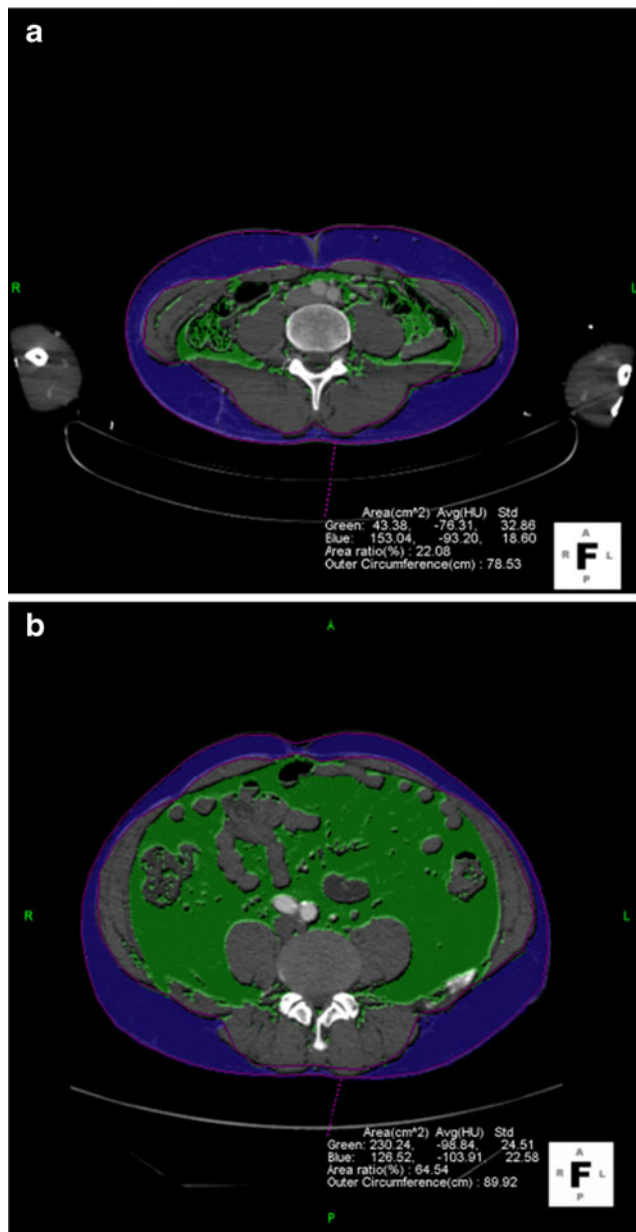 a
R
L
Area(cm^2) Avg(HU) Std
Green: 43.38, -76.31, 32.86
Blue: 153.04, -93.20, 18.60
Area ratio(%) : 22.08
Outer Circumference(cm) : 78.53
A
R F L
P
b
A
R
L
Area(cm^2) Avg(HU) Std
Green: 230.24, -98.84, 24.51
Blue: 126.52, -103.91, 22.58
Area ratio(%) : 64.54
Outer Circumference(cm) : 89.92
A
R F L
P
P